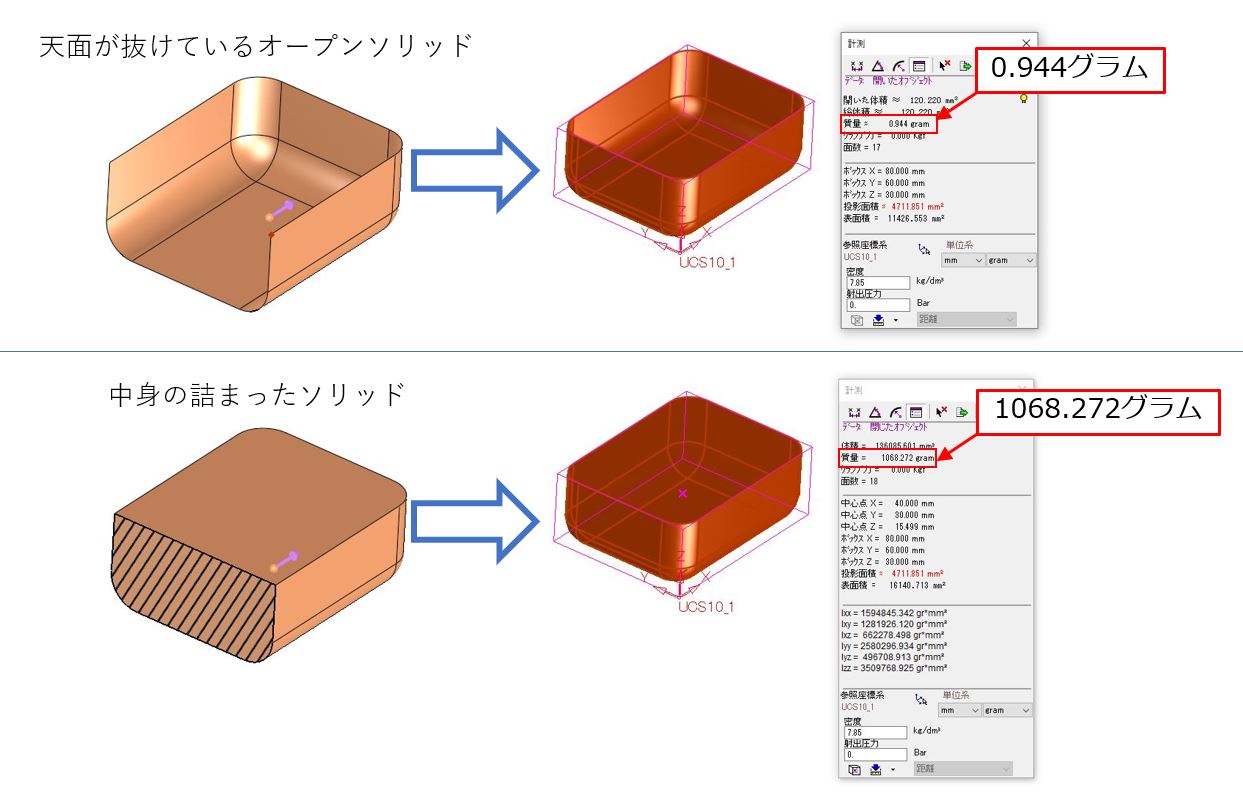 天面が抜けているオープンソリッド
UCS10_1
X
Y
Z
計測
0.944グラム
データ 開いたオブジェクト
開いた体積 ≈ 120.220 mm³
総体積 ≈ 120.220
質量 ≈ 0.944 gram
面数 = 17
ボックス X = 80.000 mm
ボックス Y = 60.000 mm
ボックス Z = 30.000 mm
投影面積 = 4711.851 mm²
表面積 = 11426.553 mm²
参照座標系 単位系
UCS10_1 mm gram
密度
7.85 kg/dm³
射出圧力
0. Bar
距離
中身の詰まったソリッド
UCS10_1
X
Y
Z
計測
1068.272グラム
データ 閉じたオブジェクト
体積 = 136085.601 mm³
質量 = 1068.272 gram
面数 = 18
中心点 X = 40.000 mm
中心点 Y = 30.000 mm
中心点 Z = 15.499 mm
ボックス X = 80.000 mm
ボックス Y = 60.000 mm
ボックス Z = 30.000 mm
投影面積 = 4711.851 mm²
表面積 = 16140.713 mm²
Ixx = 1594845.342 gr*mm²
Ixy = 1281926.120 gr*mm²
Ixz = 662278.498 gr*mm²
Iyy = 2580296.934 gr*mm²
Iyz = 496708.913 gr*mm²
Izz = 3509768.925 gr*mm²
参照座標系 単位系
UCS10_1 mm gram
密度
7.85 kg/dm³
射出圧力
0. Bar
距離